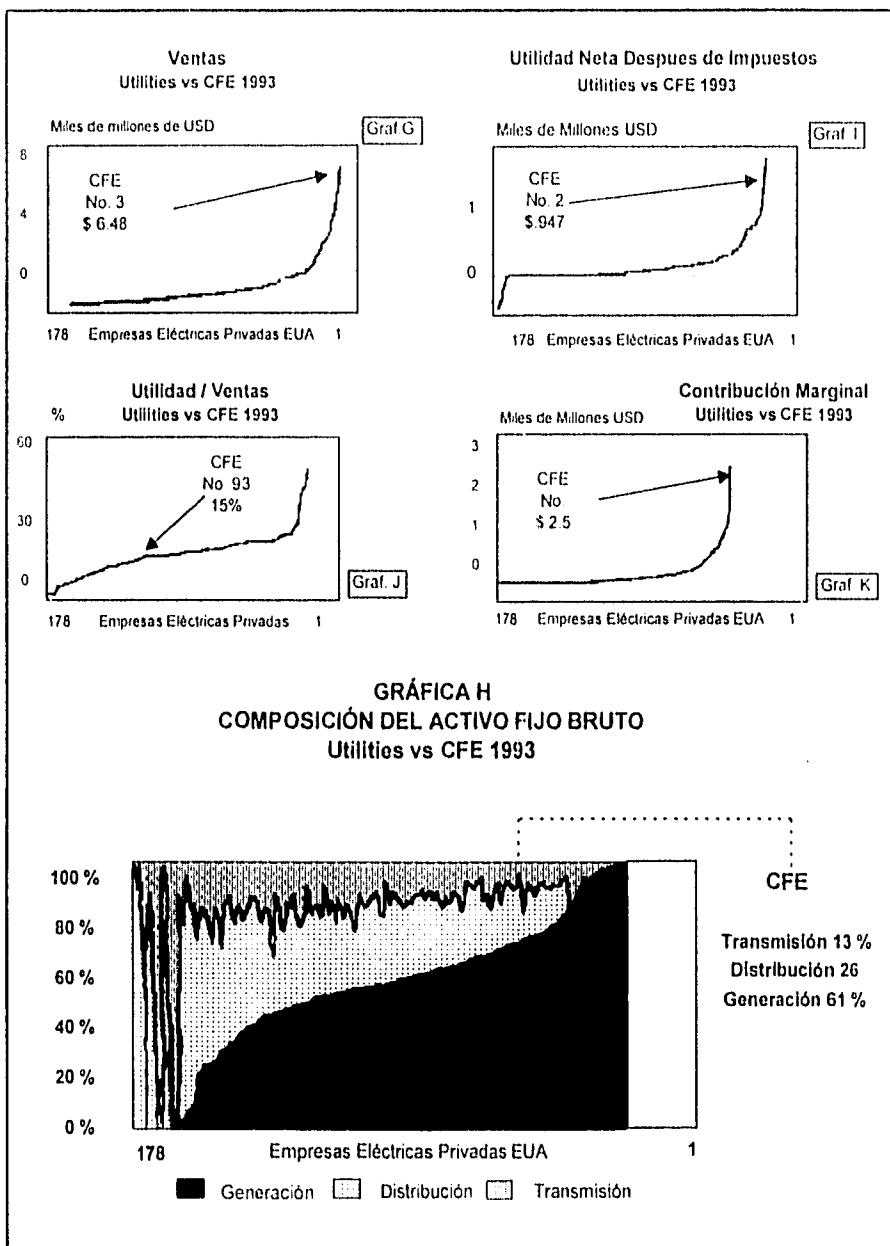 Ventas
Utilities vs CFE 1993
Miles de millones de USD
Graf G
8
4
0
CFE
No. 3
$ 6.48
178 Empresas Eléctricas Privadas EUA 1
Utilidad Neta Despues de Impuestos
Utilities vs CFE 1993
Miles de Millones USD
Graf I
1
0
CFE
No. 2
$.947
178 Empresas Eléctricas Privadas EUA 1
Utilidad / Ventas
Utilities vs CFE 1993
%
60
30
0
CFE
No 93
15%
Graf. J
178 Empresas Eléctricas Privadas 1
Contribución Marginal
Utilities vs CFE 1993
Miles de Millones USD
3
2
1
0
CFE
No.
$ 2.5
Graf K
178 Empresas Eléctricas Privadas EUA 1
GRÁFICA H
COMPOSICIÓN DEL ACTIVO FIJO BRUTO
Utilities vs CFE 1993
100 %
80 %
60 %
40 %
20 %
0 %
CFE
Transmisión 13 %
Distribución 26
Generación 61 %
178 Empresas Eléctricas Privadas EUA 1
Generación Distribución Transmisión